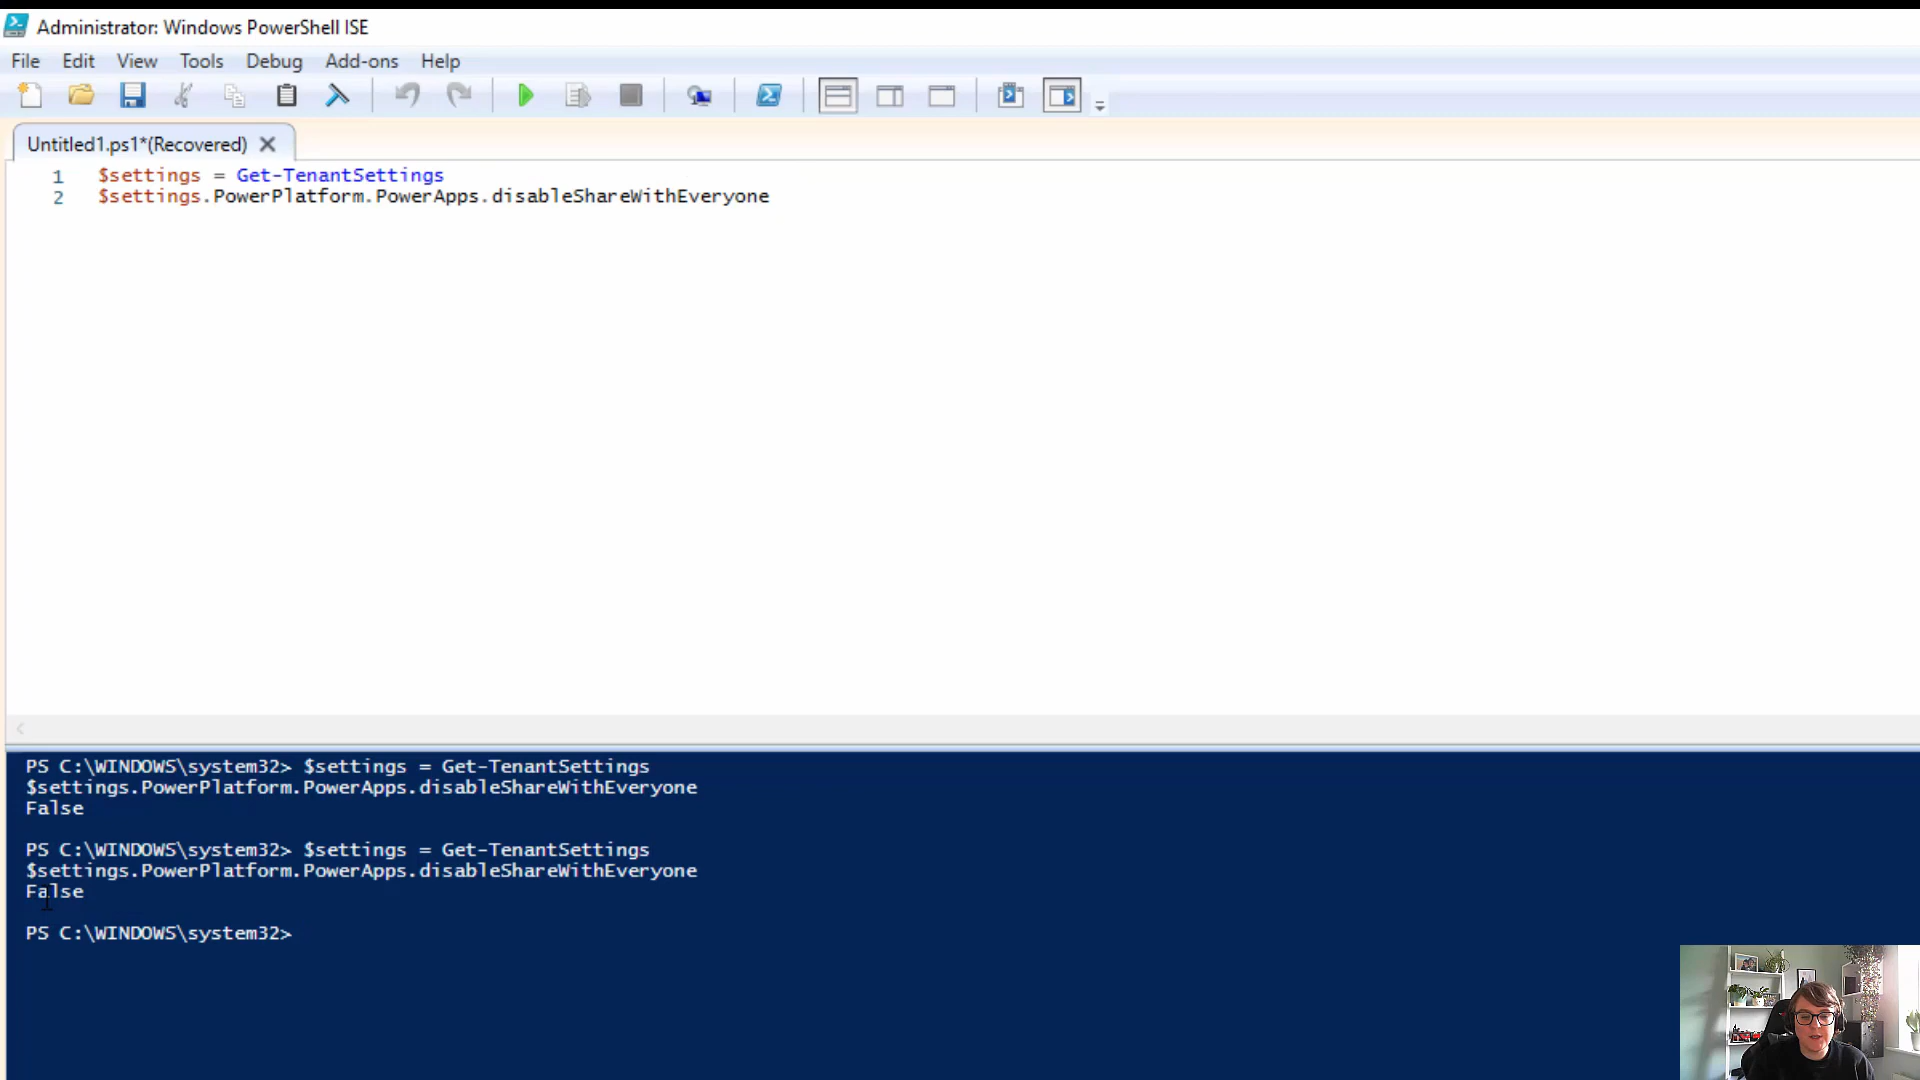 Administrator: Windows PowerShell ISE
File Edit View Tools Debug Add-ons Help
Untitled1.ps1*(Recovered)
1 $settings = Get-TenantSettings
2 $settings.PowerPlatform.PowerApps.disableShareWithEveryone
PS C:\WINDOWS\system32> $settings = Get-TenantSettings
$settings.PowerPlatform.PowerApps.disableShareWithEveryone
False
PS C:\WINDOWS\system32> $settings = Get-TenantSettings
$settings.PowerPlatform.PowerApps.disableShareWithEveryone
False
PS C:\WINDOWS\system32>